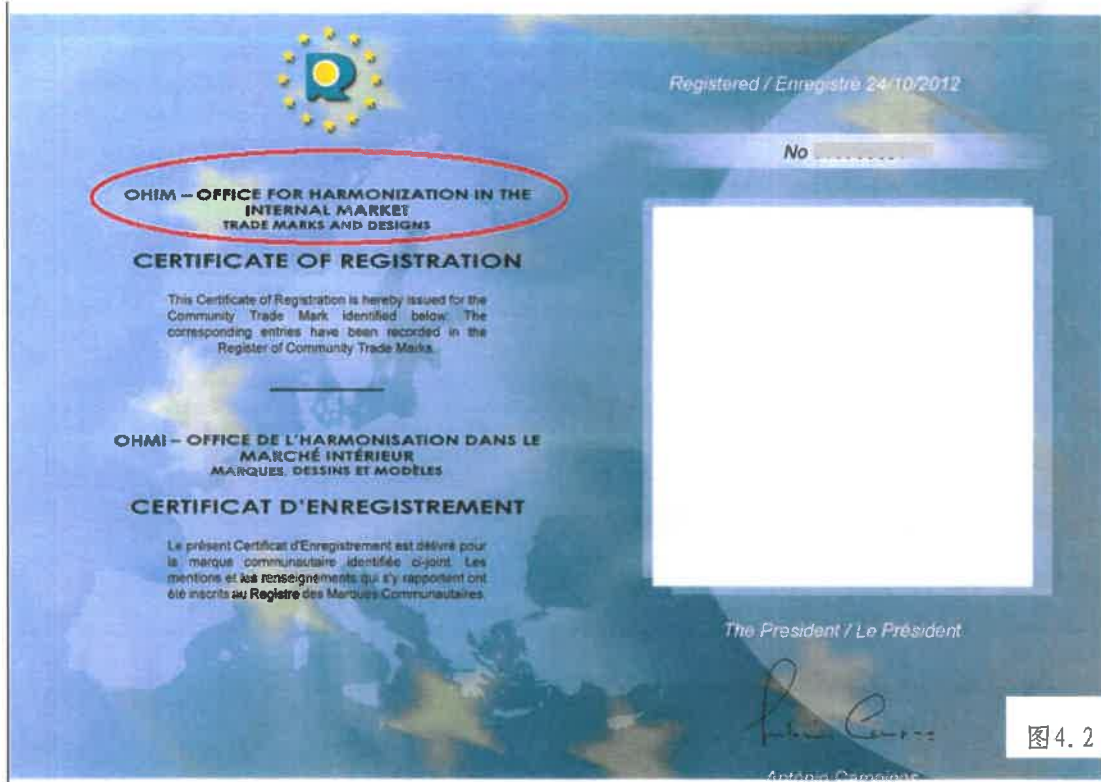 OHIM – OFFICE FOR HARMONIZATION IN THE
INTERNAL MARKET
TRADE MARKS AND DESIGNS
CERTIFICATE OF REGISTRATION
This Certificate of Registration is hereby issued for the
Community Trade Mark identified below. The
corresponding entries have been recorded in the
Register of Community Trade Marks.
OHMI – OFFICE DE L'HARMONISATION DANS LE
MARCHÉ INTÉRIEUR
MARQUES, DESSINS ET MODÈLES
CERTIFICAT D'ENREGISTREMENT
Le présent Certificat d'Enregistrement est délivré pour
la marque communautaire identifiée ci-joint. Les
mentions et les renseignements qui s'y rapportent ont
été inscrits au Registre des Marques Communautaires.
Registered / Enregistré 24/10/2012
No
The President / Le Président
António Campinos
图4.2